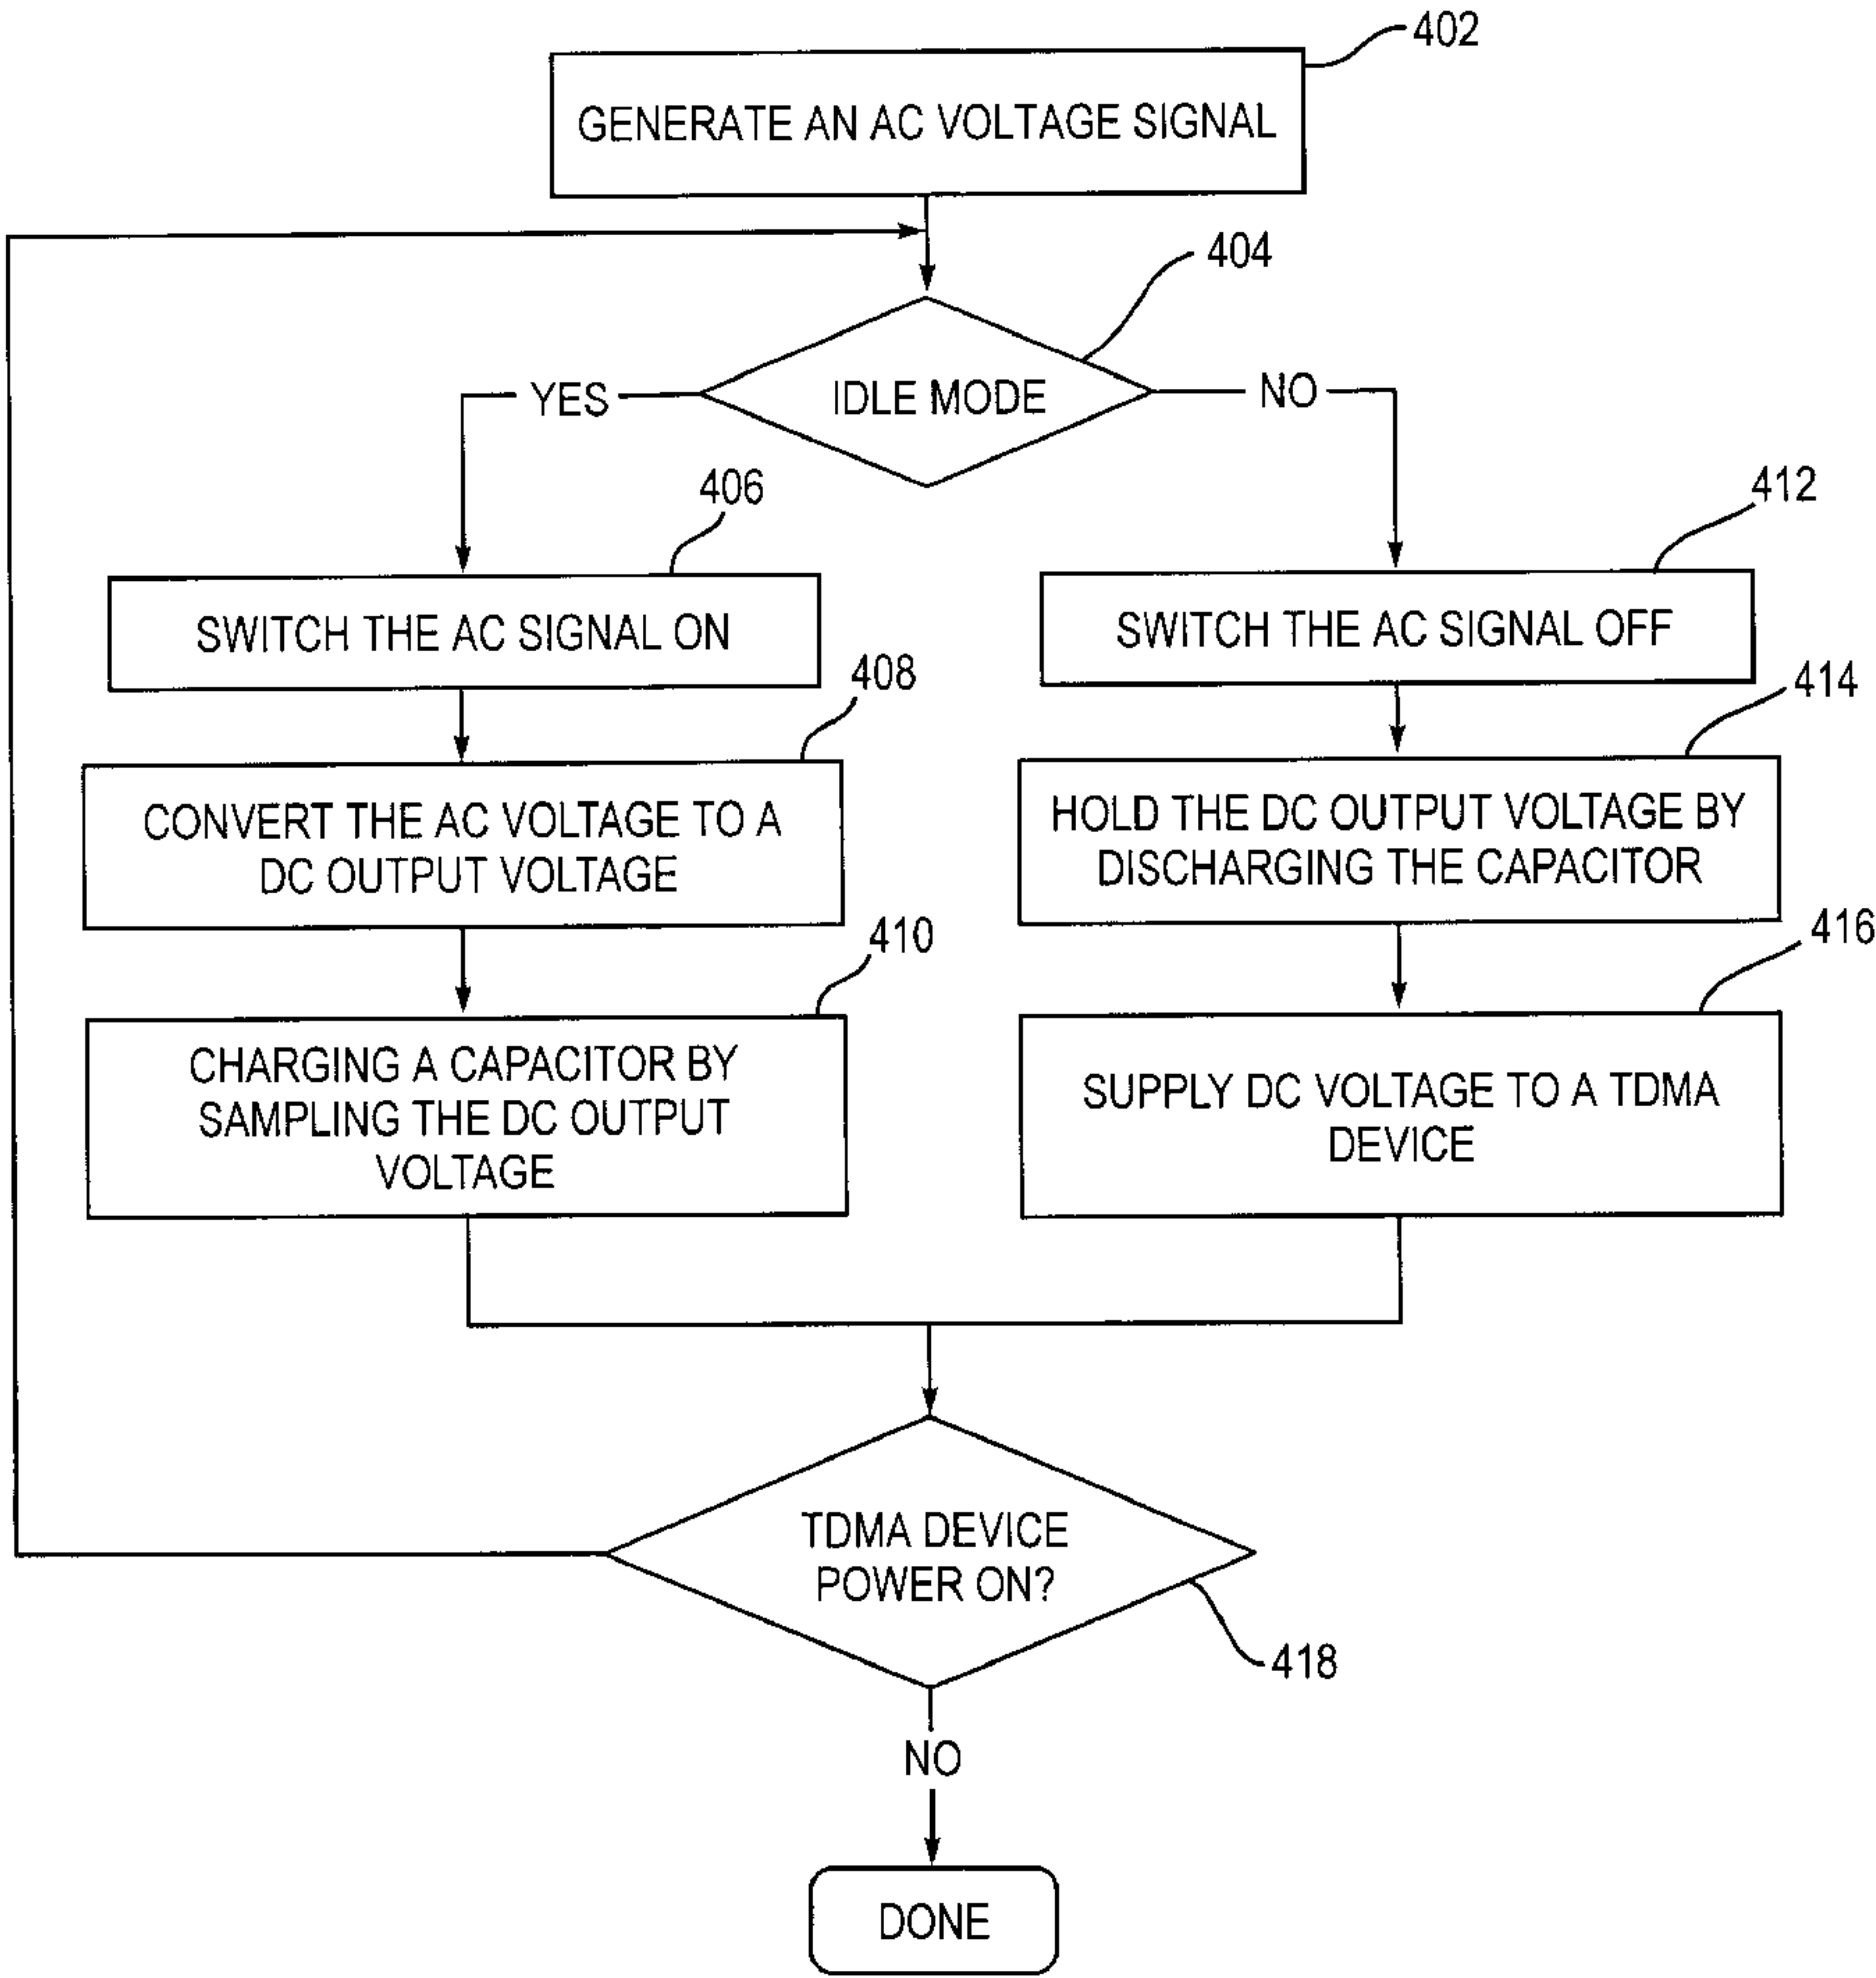 402
GENERATE AN AC VOLTAGE SIGNAL
404
IDLE MODE
YES
NO
406
SWITCH THE AC SIGNAL ON
412
SWITCH THE AC SIGNAL OFF
408
CONVERT THE AC VOLTAGE TO A
DC OUTPUT VOLTAGE
414
HOLD THE DC OUTPUT VOLTAGE BY
DISCHARGING THE CAPACITOR
410
CHARGING A CAPACITOR BY
SAMPLING THE DC OUTPUT
VOLTAGE
416
SUPPLY DC VOLTAGE TO A TDMA
DEVICE
TDMA DEVICE
POWER ON?
418
NO
DONE